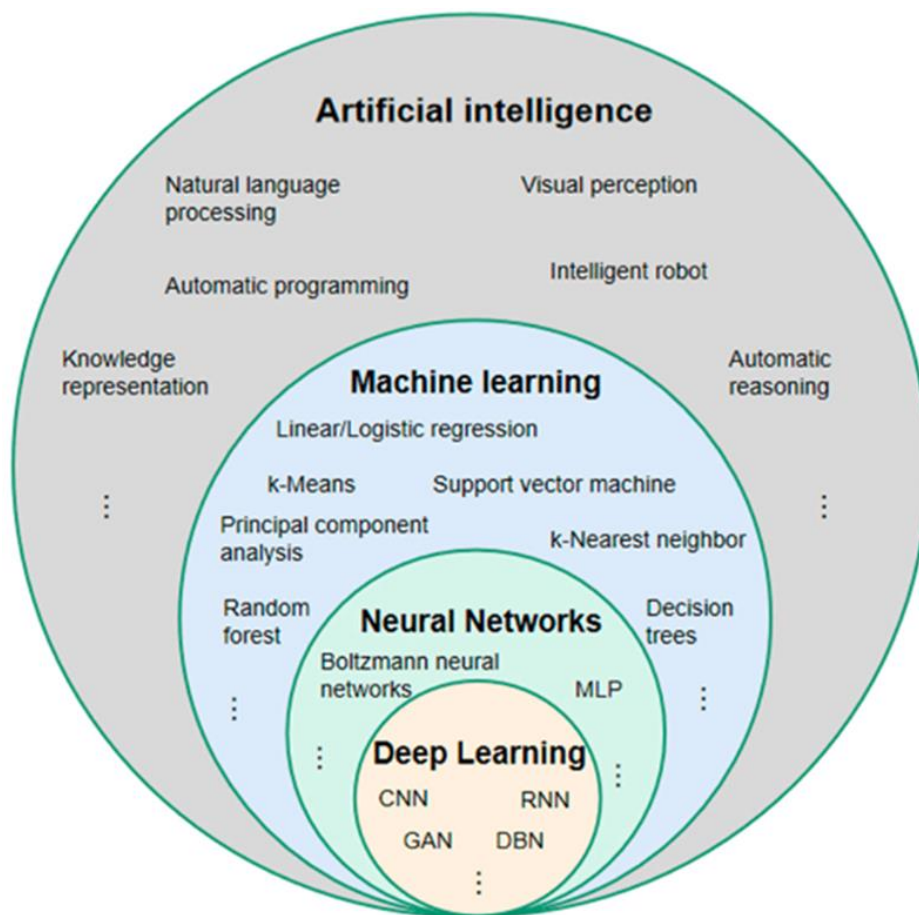 Artificial intelligence
Natural language
processing
Visual perception
Automatic programming
Intelligent robot
Knowledge
representation
Automatic
reasoning
⋮
⋮
Machine learning
Linear/Logistic regression
k-Means
Support vector machine
Principal component
analysis
k-Nearest neighbor
Random
forest
Decision
trees
⋮
⋮
Neural Networks
Boltzmann neural
networks
MLP
⋮
⋮
Deep Learning
CNN
RNN
GAN
DBN
⋮